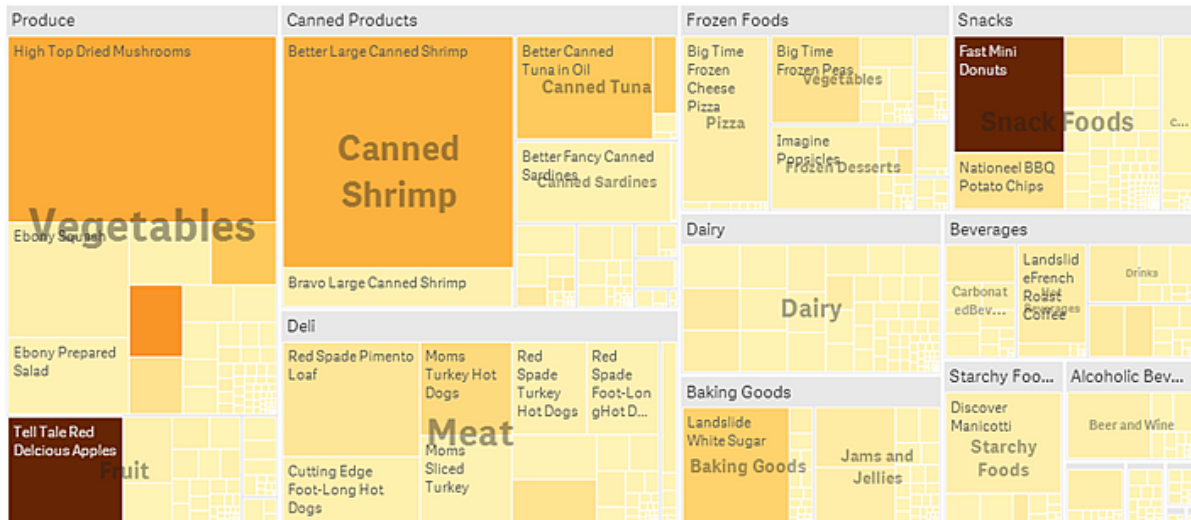 Produce
High Top Dried Mushrooms
Vegetables
Ebony Squash
Ebony Prepared
Salad
Tell Tale Red
Delcious Apples
Fruit
Canned Products
Better Large Canned Shrimp
Canned
Shrimp
Bravo Large Canned Shrimp
Better Canned
Tuna in Oil
Canned Tuna
Better Fancy Canned
Sardines
Canned Sardines
Deli
Red Spade Pimento
Loaf
Cutting Edge
Foot-Long Hot
Dogs
Moms
Turkey Hot
Dogs
Meat
Moms
Sliced
Turkey
Red
Spade
Turkey
Hot Dogs
Red
Spade
Foot-Lon
gHot D...
Frozen Foods
Big Time
Frozen
Cheese
Pizza
Pizza
Big Time
Frozen Peas
Vegetables
Imagine
Popsicles
Frozen Desserts
Dairy
Dairy
Baking Goods
Landslide
White Sugar
Baking Goods
Jams and
Jellies
Snacks
Fast Mini
Donuts
Snack Foods
Nationeel BBQ
Potato Chips
c...
Beverages
Carbonat
edBev...
Landslid
eFrench
Roast
Coffee
Hot
Beverages
Drinks
Starchy Foo...
Discover
Manicotti
Starchy
Foods
Alcoholic Bev...
Beer and Wine